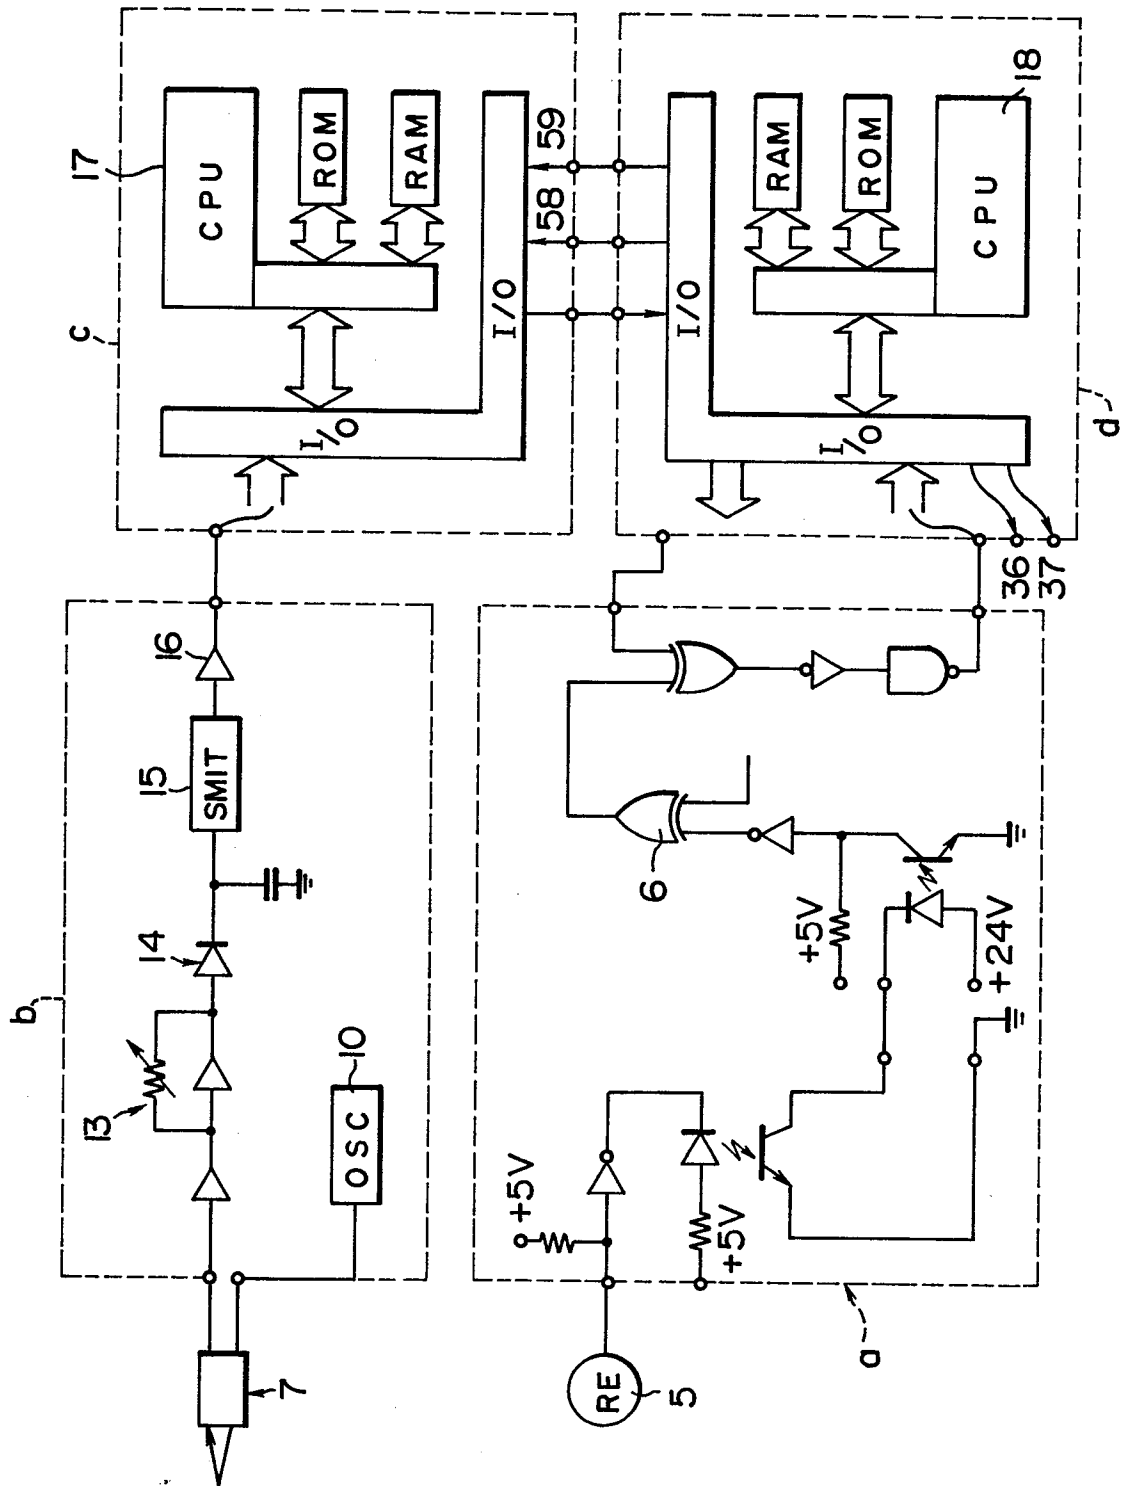 b
7
13
14
15
SMIT
16
OSC
10
c
17
CPU
ROM
RAM
I/O
I/O
58
59
RE
5
a
+5V
+5V
+5V
+24V
6
d
I/O
I/O
RAM
ROM
CPU
18
36
37